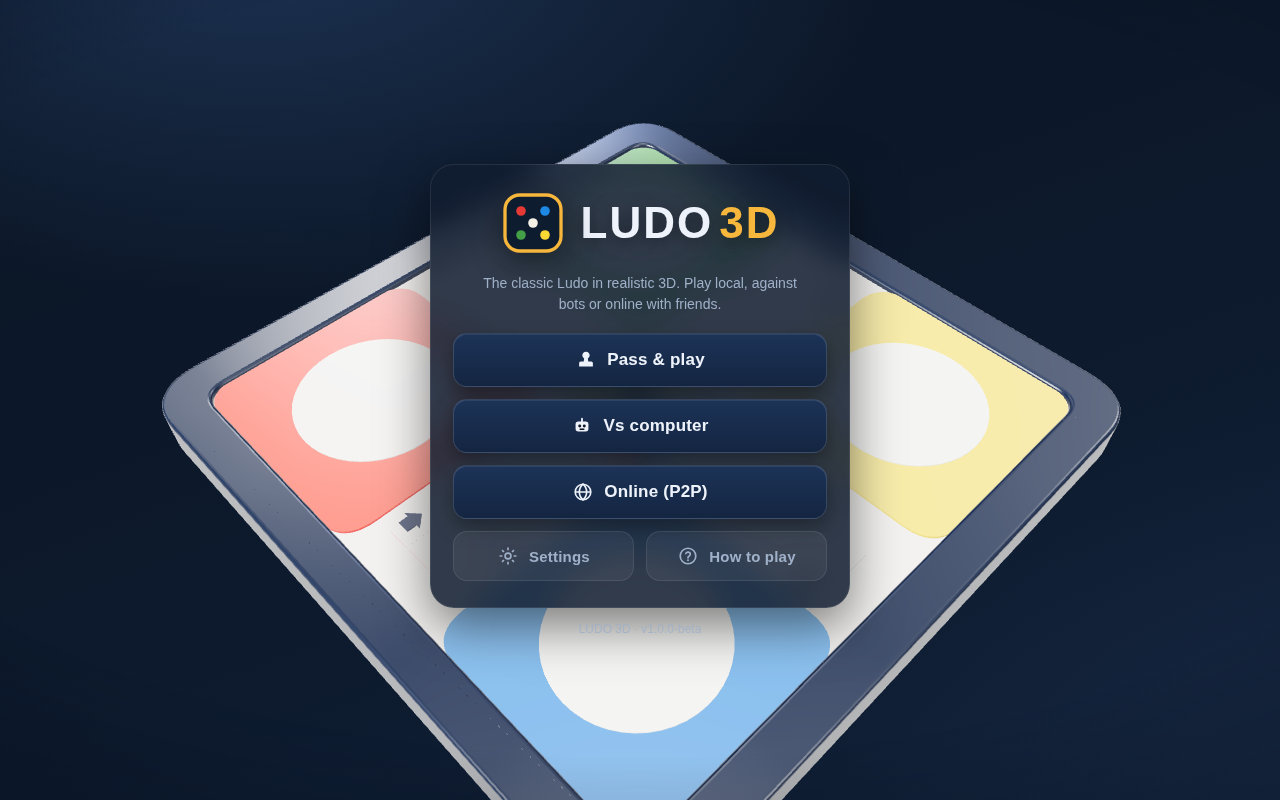 LUDO 3D
The classic Ludo in realistic 3D. Play local, against
bots or online with friends.
Pass & play
Vs computer
Online (P2P)
Settings
How to play
LUDO 3D · v1.0.0-beta